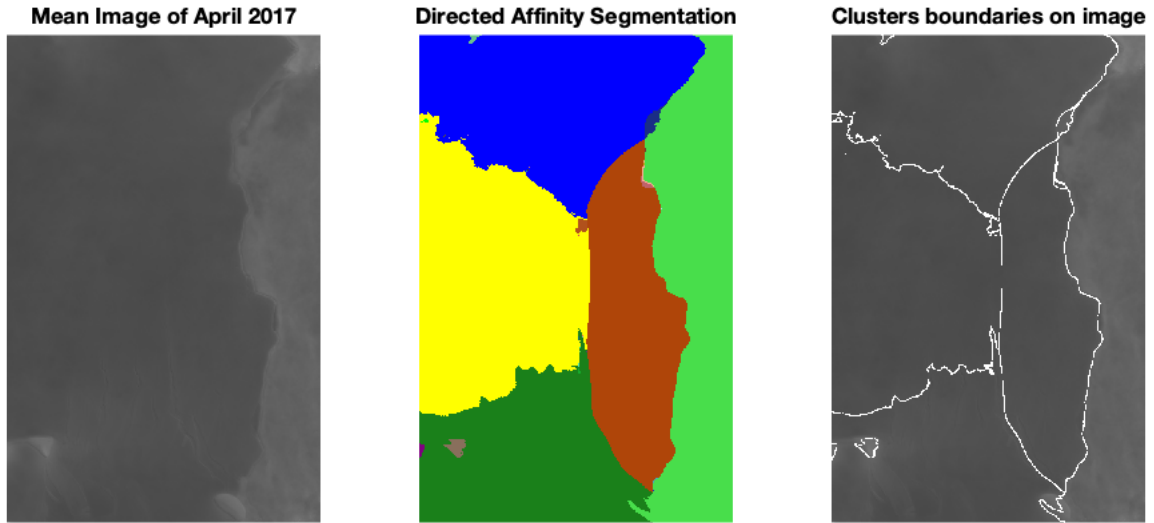 Mean Image of April 2017
Directed Affinity Segmentation
Clusters boundaries on image